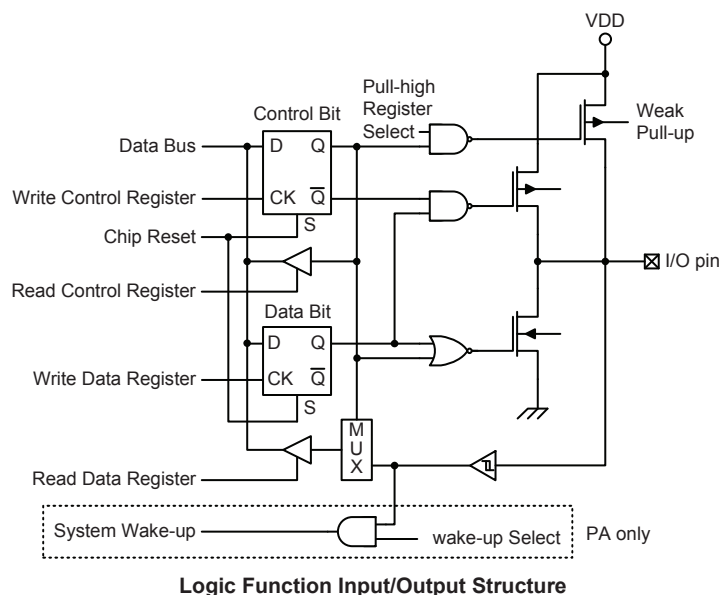 VDD
Pull-high
Register
Select
Weak
Pull-up
Control Bit
Data Bus
D Q
Write Control Register
CK Q
S
Chip Reset
I/O pin
Read Control Register
Data Bit
D Q
Write Data Register
CK Q
S
M
U
X
Read Data Register
System Wake-up
wake-up Select
PA only
Logic Function Input/Output Structure